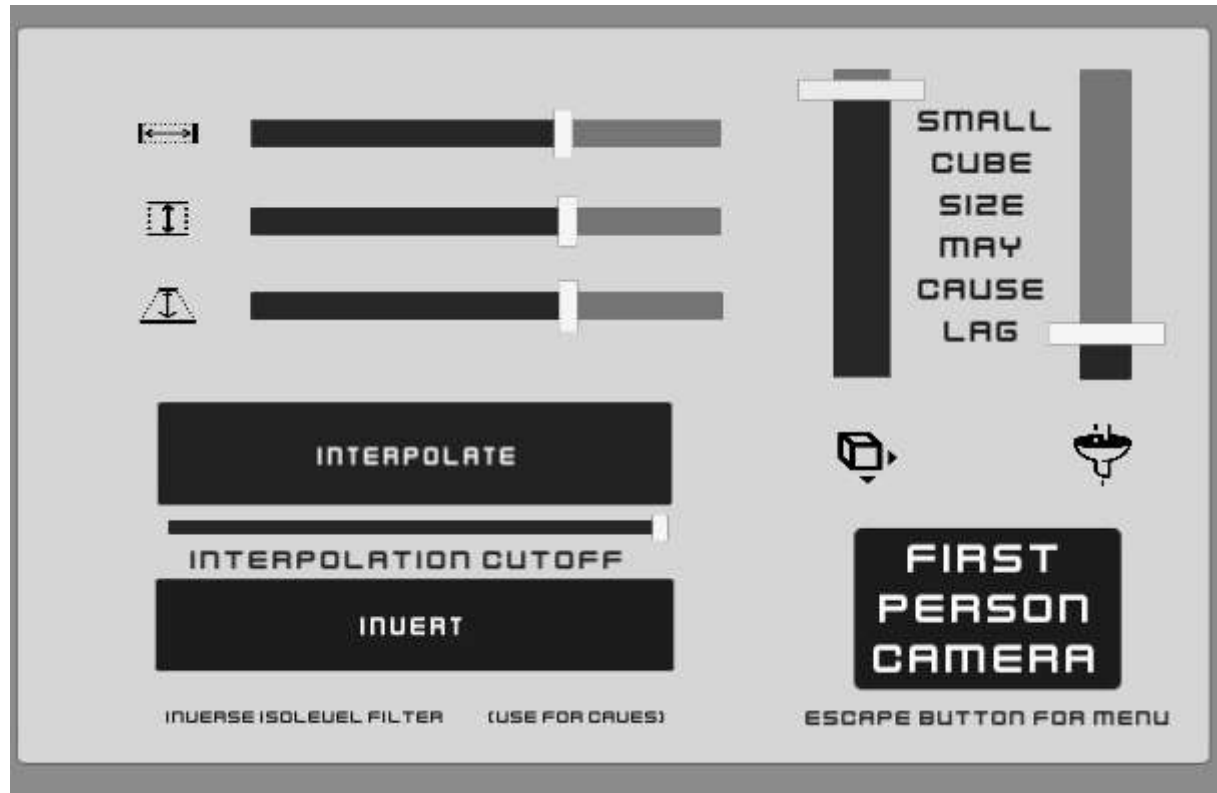 SMALL
CUBE
SIZE
MAY
CAUSE
LAG
INTERPOLATE
INTERPOLATION CUTOFF
INVERT
INVERSE ISOLEVEL FILTER (USE FOR CAVES)
FIRST
PERSON
CAMERA
ESCAPE BUTTON FOR MENU